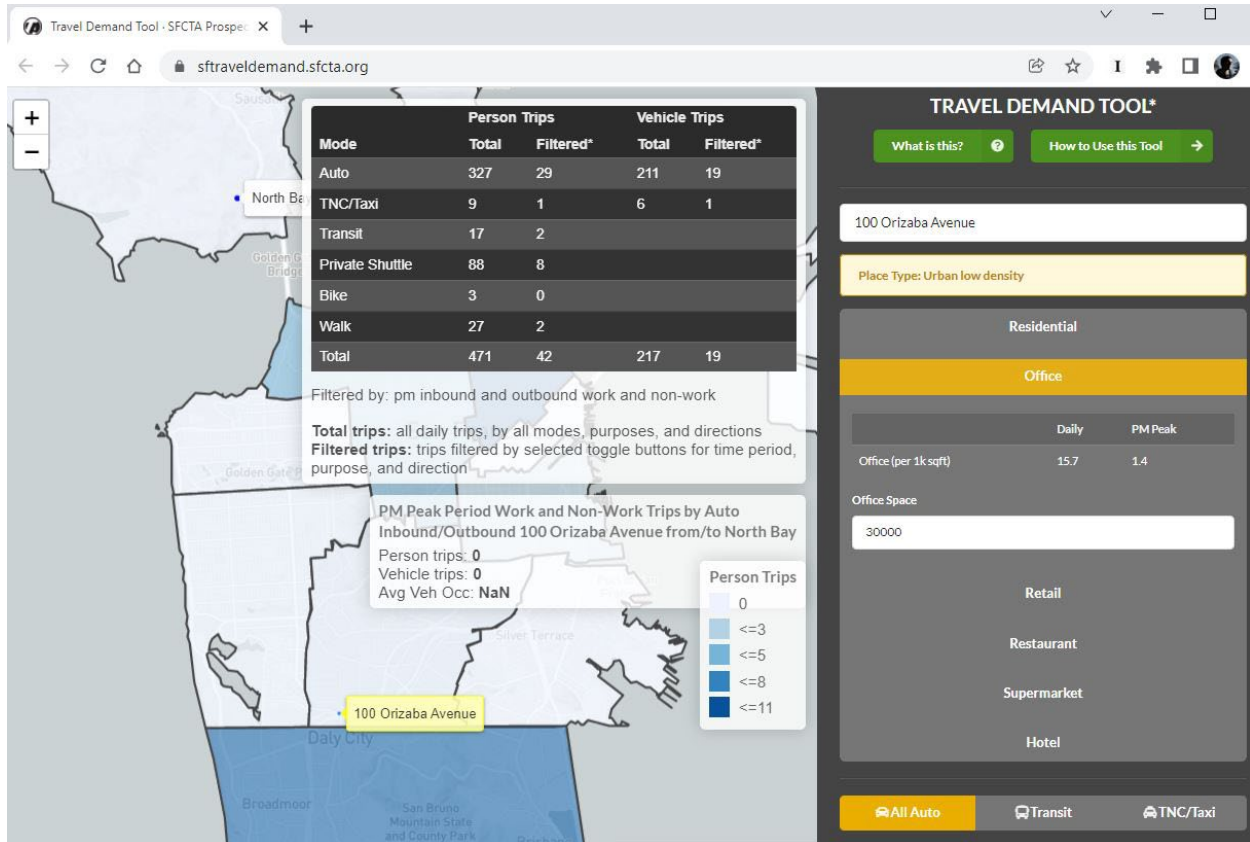 Travel Demand Tool · SFCTA Prospe
sftraveldemand.sfcta.org
I
+
−
Sausa
North Ba
Golden G
Bridge
Golden Gate P
Silver Terrace
100 Orizaba Avenue
Daly City
Broadmoor
San Bruno
Mountain State
and County Park
Person Trips Vehicle Trips
Mode Total Filtered* Total Filtered*
Auto 327 29 211 19
TNC/Taxi 9 1 6 1
Transit 17 2
Private Shuttle 88 8
Bike 3 0
Walk 27 2
Total 471 42 217 19
Filtered by: pm inbound and outbound work and non-work
Total trips: all daily trips, by all modes, purposes, and directions
Filtered trips: trips filtered by selected toggle buttons for time period,
purpose, and direction
PM Peak Period Work and Non-Work Trips by Auto
Inbound/Outbound 100 Orizaba Avenue from/to North Bay
Person trips: 0
Vehicle trips: 0
Avg Veh Occ: NaN
Person Trips
0
<=3
<=5
<=8
<=11
TRAVEL DEMAND TOOL*
What is this? ? How to Use this Tool →
100 Orizaba Avenue
Place Type: Urban low density
Residential
Office
Daily PM Peak
Office (per 1k sqft) 15.7 1.4
Office Space
30000
Retail
Restaurant
Supermarket
Hotel
All Auto Transit TNC/Taxi